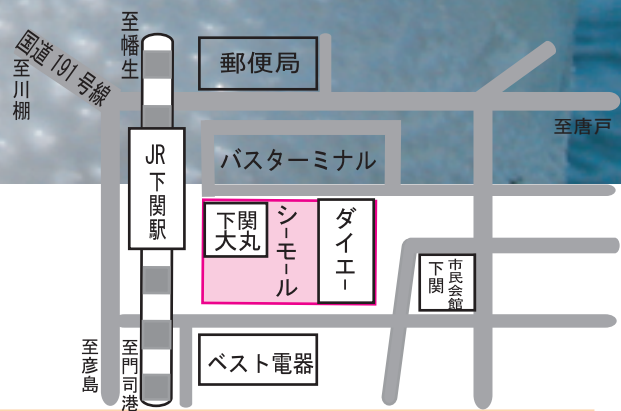 至幡生
国道191号線
至川棚
郵便局
至唐戸
JR下関駅
バスターミナル
下関
大丸
シーモール
ダイエー
下関
市民会館
ベスト電器
至彦島
至門司港